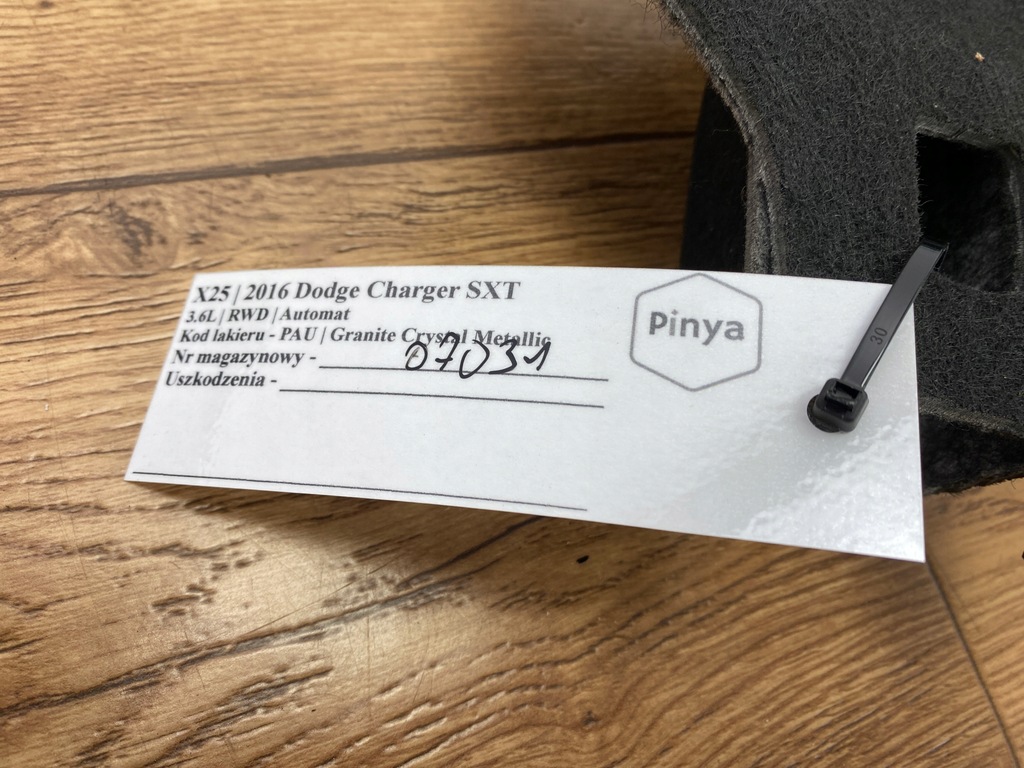 X25 | 2016 Dodge Charger SXT
3.6L | RWD | Automat
Kod lakieru - PAU | Granite Crystal Metallic
Nr magazynowy - 07031
Uszkodzenia -
Pinya
30